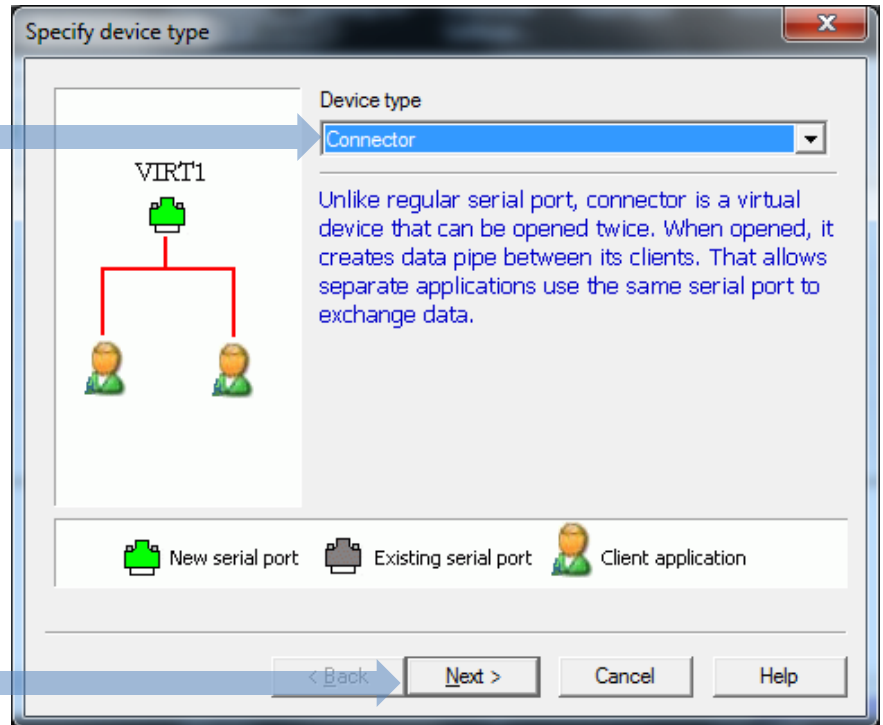 Specify device type
Device type
Connector
VIRT1
Unlike regular serial port, connector is a virtual
device that can be opened twice. When opened, it
creates data pipe between its clients. That allows
separate applications use the same serial port to
exchange data.
New serial port Existing serial port Client application
< Back Next > Cancel Help